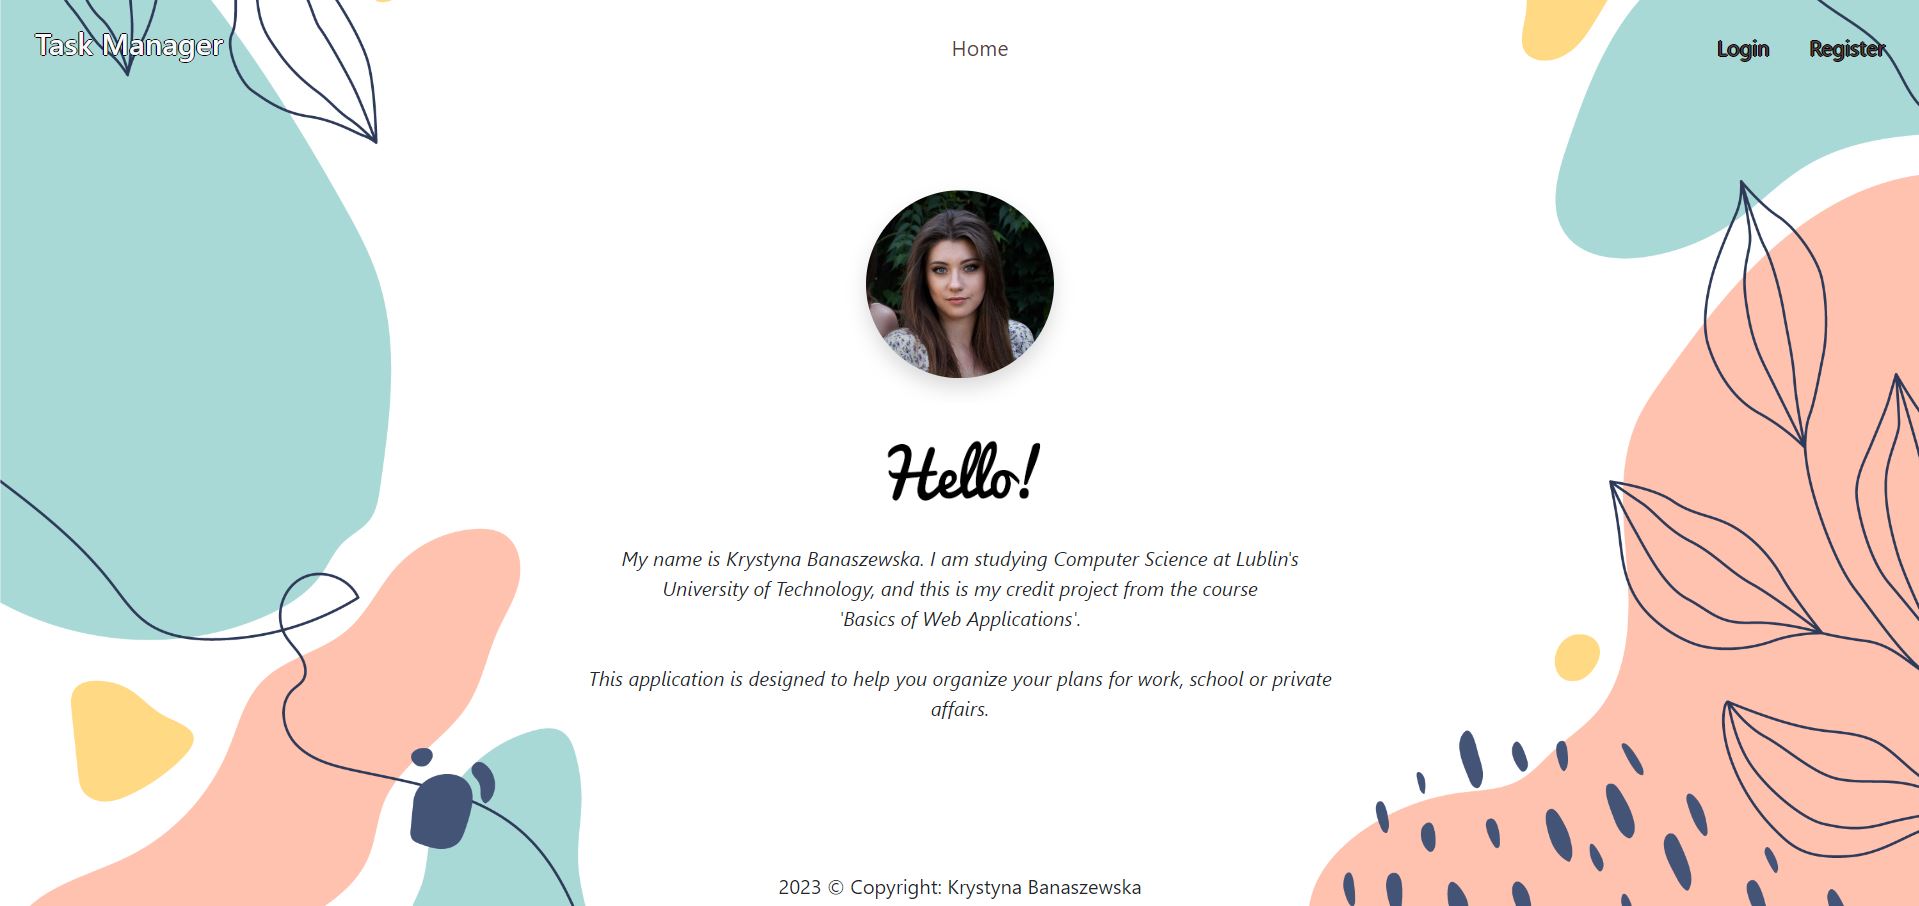 Task Manager
Home
Login
Register
Hello!
My name is Krystyna Banaszewska. I am studying Computer Science at Lublin's
University of Technology, and this is my credit project from the course
'Basics of Web Applications'.
This application is designed to help you organize your plans for work, school or private
affairs.
2023 © Copyright: Krystyna Banaszewska